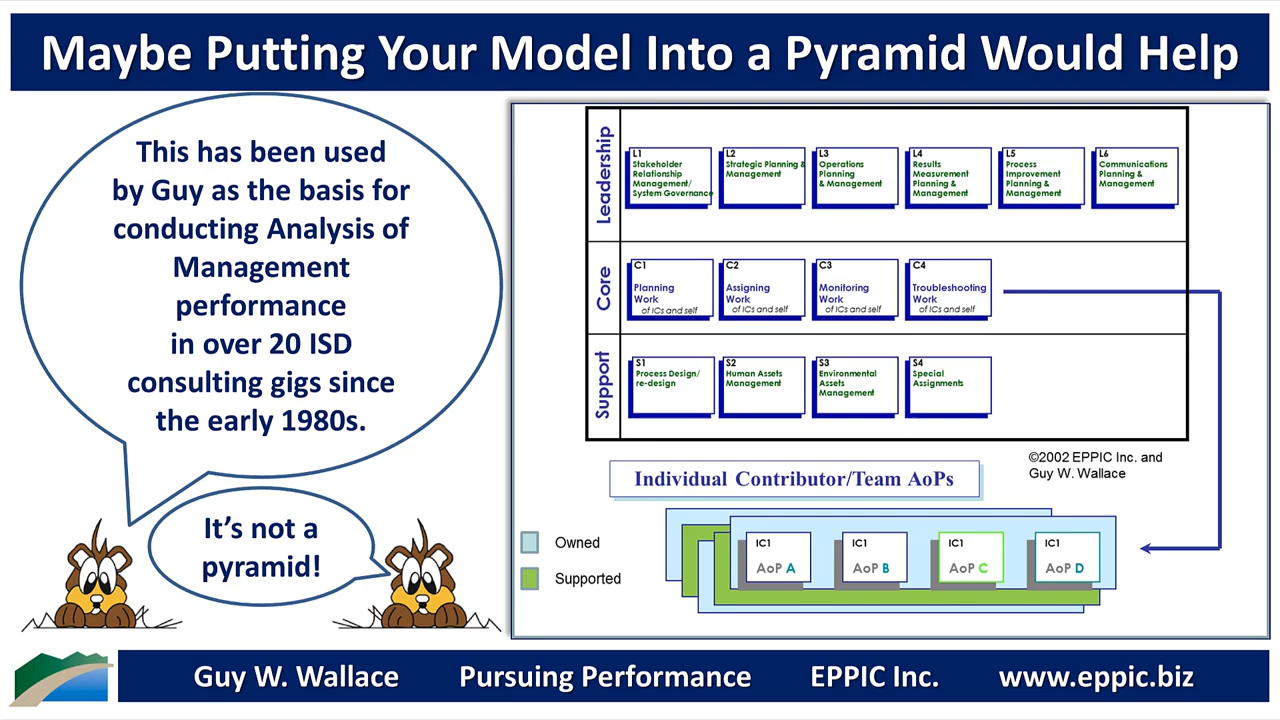 Maybe Putting Your Model Into a Pyramid Would Help
This has been used
by Guy as the basis for
conducting Analysis of
Management
performance
in over 20 ISD
consulting gigs since
the early 1980s.
It's not a
pyramid!
Leadership
L1
Stakeholder
Relationship
Management/
System Governance
L2
Strategic Planning &
Management
L3
Operations
Planning
& Management
L4
Results
Measurement
Planning &
Management
L5
Process
Improvement
Planning &
Management
L6
Communications
Planning &
Management
Core
C1
Planning
Work
of ICs and self
C2
Assigning
Work
of ICs and self
C3
Monitoring
Work
of ICs and self
C4
Troubleshooting
Work
of ICs and self
Support
S1
Process Design/
re-design
S2
Human Assets
Management
S3
Environmental
Assets
Management
S4
Special
Assignments
©2002 EPPIC Inc. and
Guy W. Wallace
Individual Contributor/Team AoPs
Owned
Supported
IC1
AoP A
IC1
AoP B
IC1
AoP C
IC1
AoP D
Guy W. Wallace Pursuing Performance EPPIC Inc. www.eppic.biz